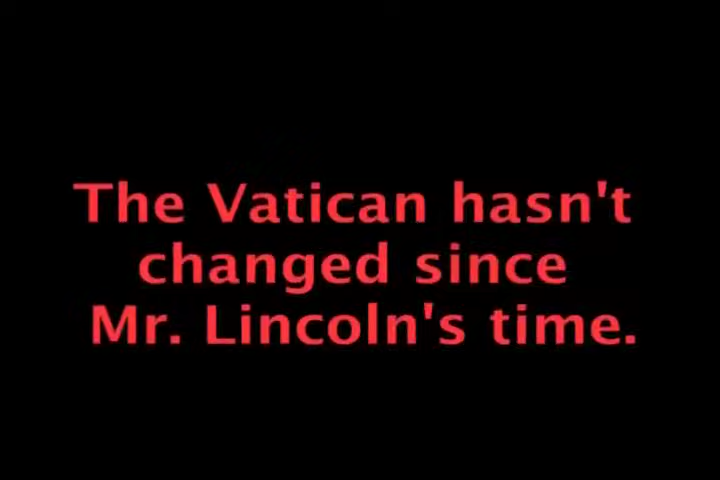 The Vatican hasn't
changed since
Mr. Lincoln's time.